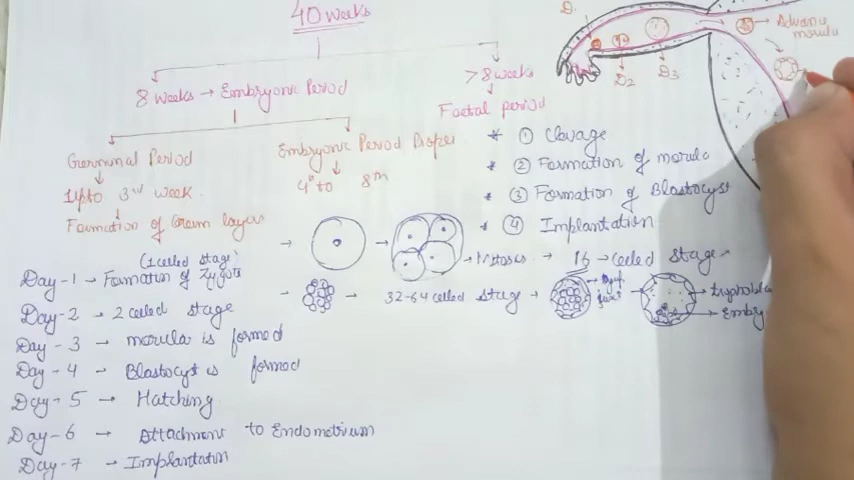 40 weeks
8 weeks → Embryonic Period
>8 weeks
Foetal period
Germinal Period
Upto 3rd week
Formation of Germ layers
Embryonic Period Proper
4th to 8th
* ① Clavage
* ② Formation of morula
* ③ Formation of Blastocyst
* ④ Implantation
D2
D3
→ Advance
morula
(1 celled stage)
Day-1 → Formation of Zygote
Day-2 → 2 celled stage
Day-3 → morula is formed
Day-4 → Blastocyst is formed
Day-5 → Hatching
Day-6 → Attachment to Endometrium
Day-7 → Implantation
→ Mitosis → 16 → celled stage
→ 32-64 celled stage →